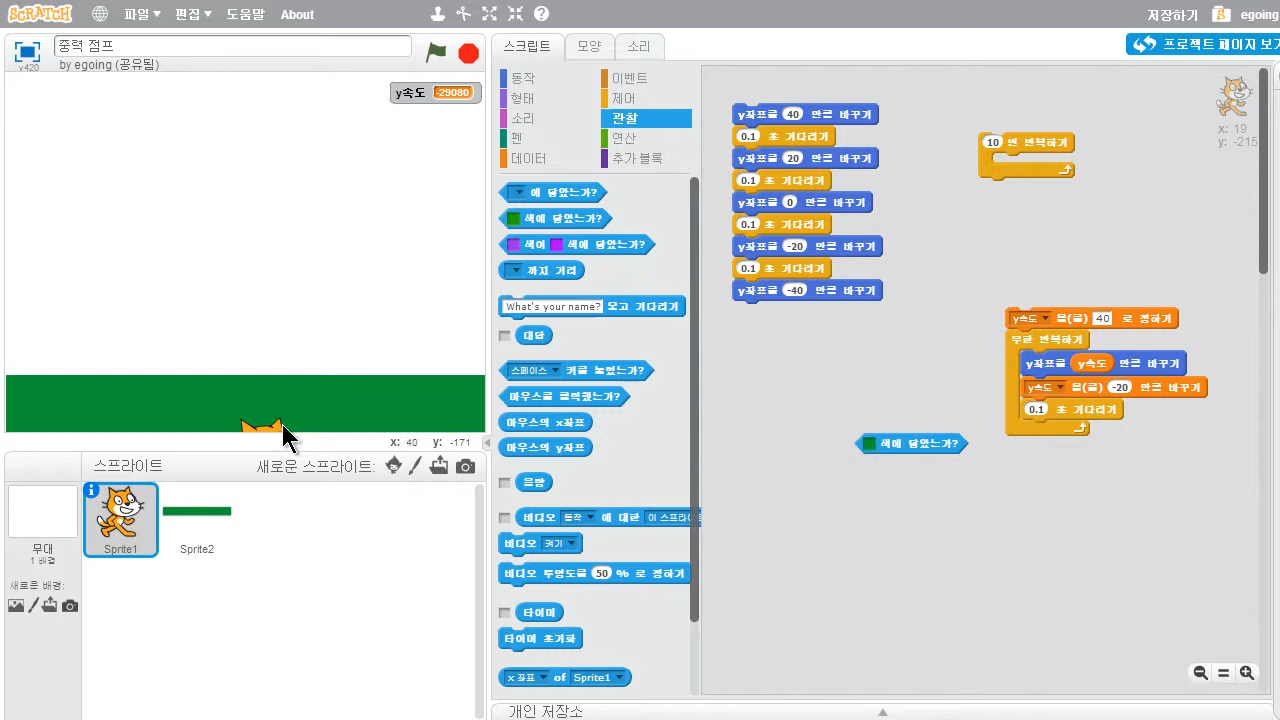 SCRATCH 파일 편집 도움말 About 저장하기 egoing
중력 점프
by egoing (공유됨)
v420
y속도 -29080
x: 40 y: -171
스프라이트 새로운 스프라이트:
무대
1 배경
새로운 배경:
Sprite1
Sprite2
스크립트 모양 소리
프로젝트 페이지 보기
동작 이벤트
형태 제어
소리 관찰
펜 연산
데이터 추가 블록
에 닿았는가?
색에 닿았는가?
색이 색에 닿았는가?
까지 거리
What's your name? 묻고 기다리기
대답
스페이스 키를 눌렀는가?
마우스를 클릭했는가?
마우스의 x좌표
마우스의 y좌표
음량
비디오 동작 에 대한 이 스프라이
비디오 켜기
비디오 투명도를 50 % 로 정하기
타이머
타이머 초기화
x 좌표 of Sprite1
y좌표를 40 만큼 바꾸기
0.1 초 기다리기
y좌표를 20 만큼 바꾸기
0.1 초 기다리기
y좌표를 0 만큼 바꾸기
0.1 초 기다리기
y좌표를 -20 만큼 바꾸기
0.1 초 기다리기
y좌표를 -40 만큼 바꾸기
10 번 반복하기
x: 19
y: -215
y속도 을(를) 40 로 정하기
무한 반복하기
y좌표를 y속도 만큼 바꾸기
y속도 을(를) -20 만큼 바꾸기
0.1 초 기다리기
색에 닿았는가?
개인 저장소